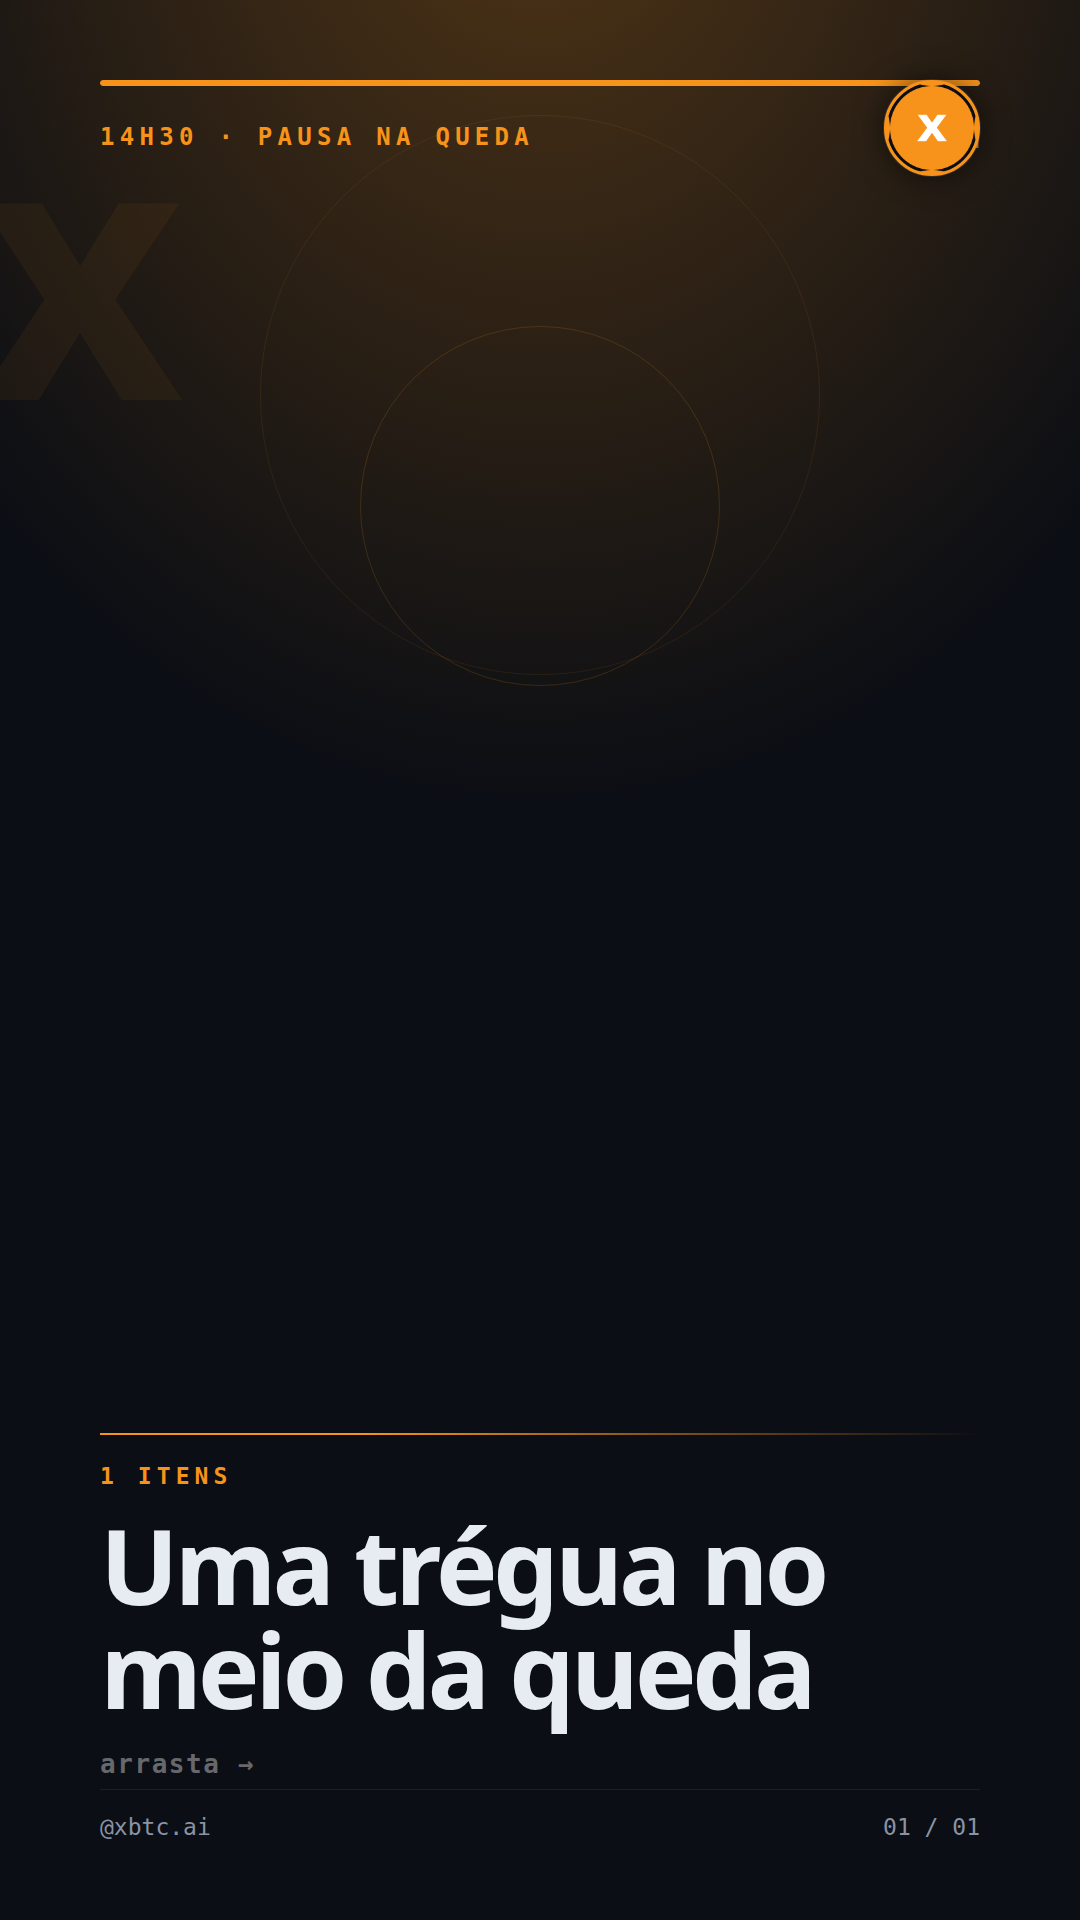 14H30 · PAUSA NA QUEDA
X
X
1 ITENS
Uma trégua no
meio da queda
arrasta →
@xbtc.ai
01 / 01